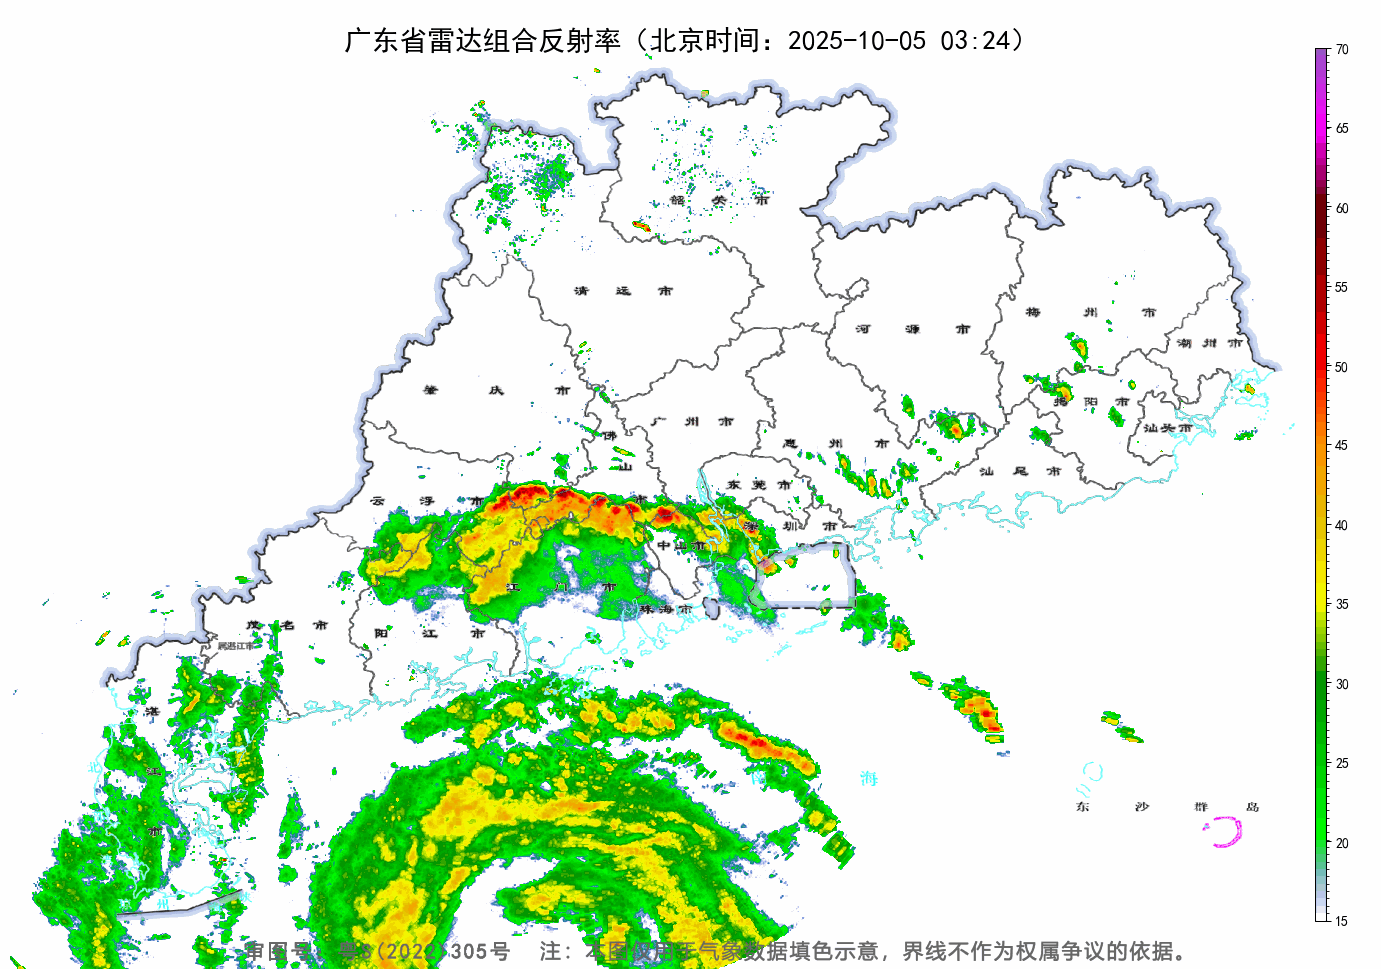 广东省雷达组合反射率（北京时间：2025-10-05 03:24）
70
65
60
55
50
45
40
35
30
25
20
15
韶关市
清远市
河源市
梅州市
潮州市
肇庆市
广州市
佛山市
惠州市
揭阳市
汕头市
汕尾市
东莞市
云浮市
深圳市
中山市
江门市
珠海市
茂名市
阳江市
属湛江市
湛江市
南海
东沙群岛
审图号：粤S(2022)305号 注：本图仅用于气象数据填色示意，界线不作为权属争议的依据。